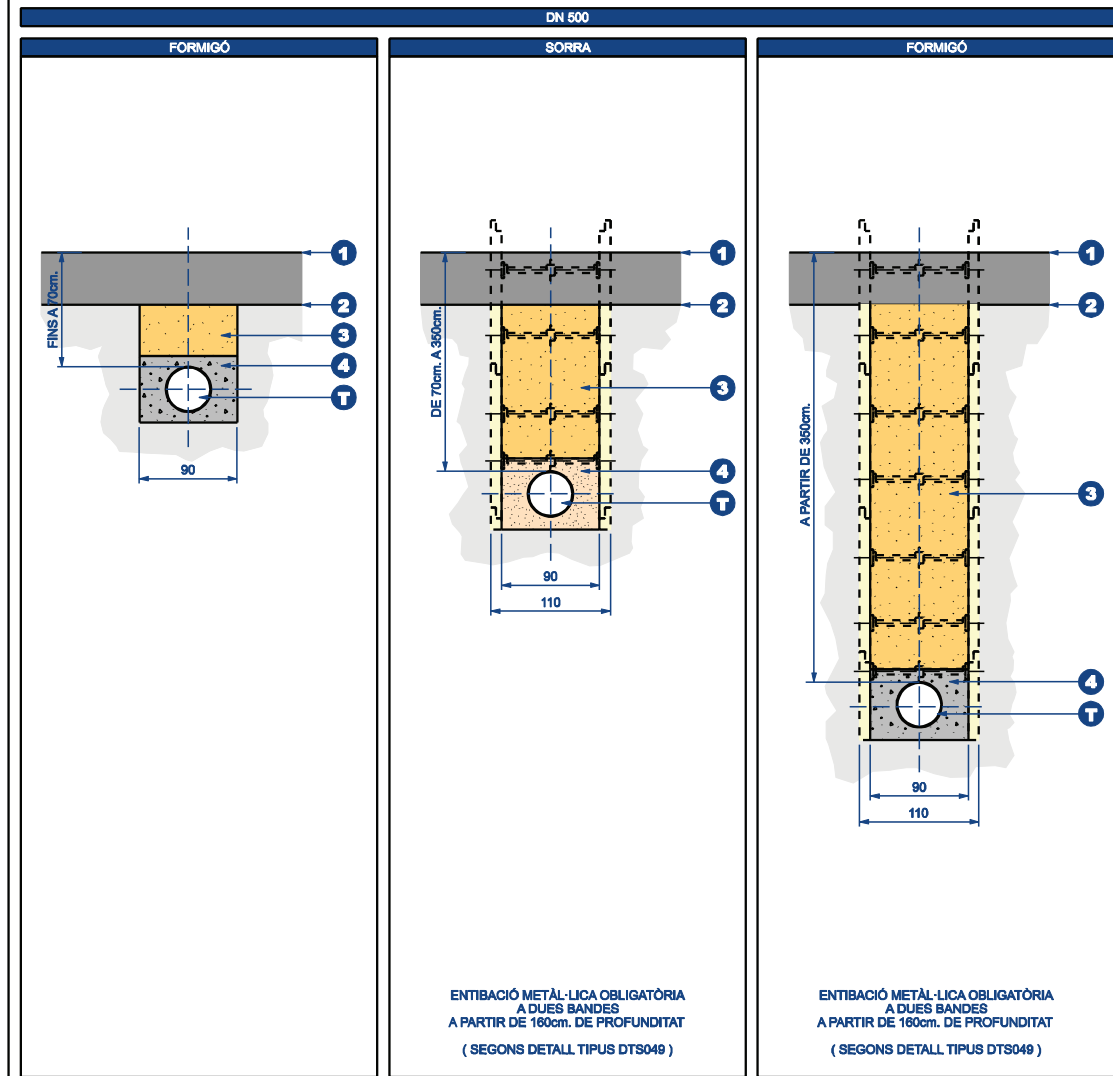 DN 500
FORMIGÓ
FINS A 70cm.
1
2
3
4
T
90
SORRA
DE 70cm. A 350cm.
1
2
3
4
T
90
110
ENTIBACIÓ METÀL·LICA OBLIGATÒRIA
A DUES BANDES
A PARTIR DE 160cm. DE PROFUNDITAT
( SEGONS DETALL TIPUS DTS049 )
FORMIGÓ
A PARTIR DE 350cm.
1
2
3
4
T
90
110
ENTIBACIÓ METÀL·LICA OBLIGATÒRIA
A DUES BANDES
A PARTIR DE 160cm. DE PROFUNDITAT
( SEGONS DETALL TIPUS DTS049 )